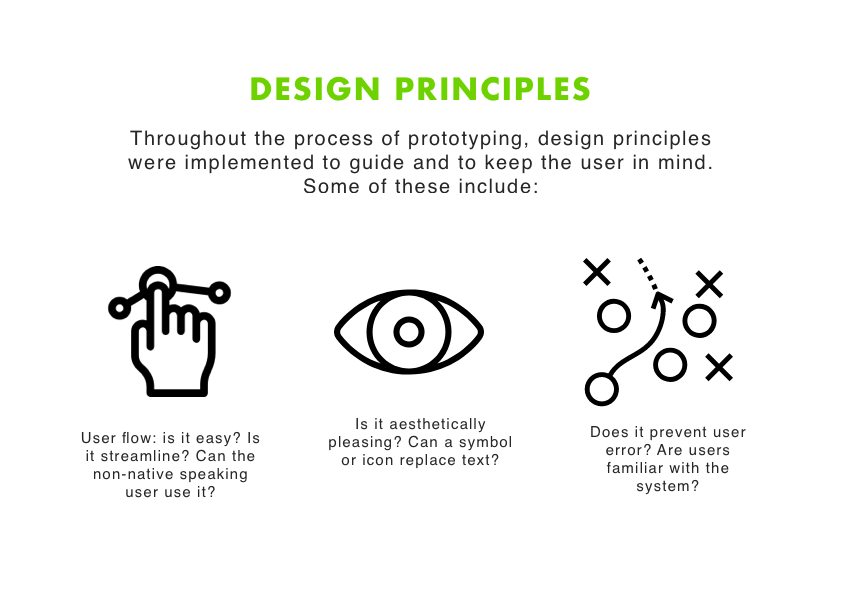 DESIGN PRINCIPLES
Throughout the process of prototyping, design principles
were implemented to guide and to keep the user in mind.
Some of these include:
User flow: is it easy? Is
it streamline? Can the
non-native speaking
user use it?
Is it aesthetically
pleasing? Can a symbol
or icon replace text?
Does it prevent user
error? Are users
familiar with the
system?